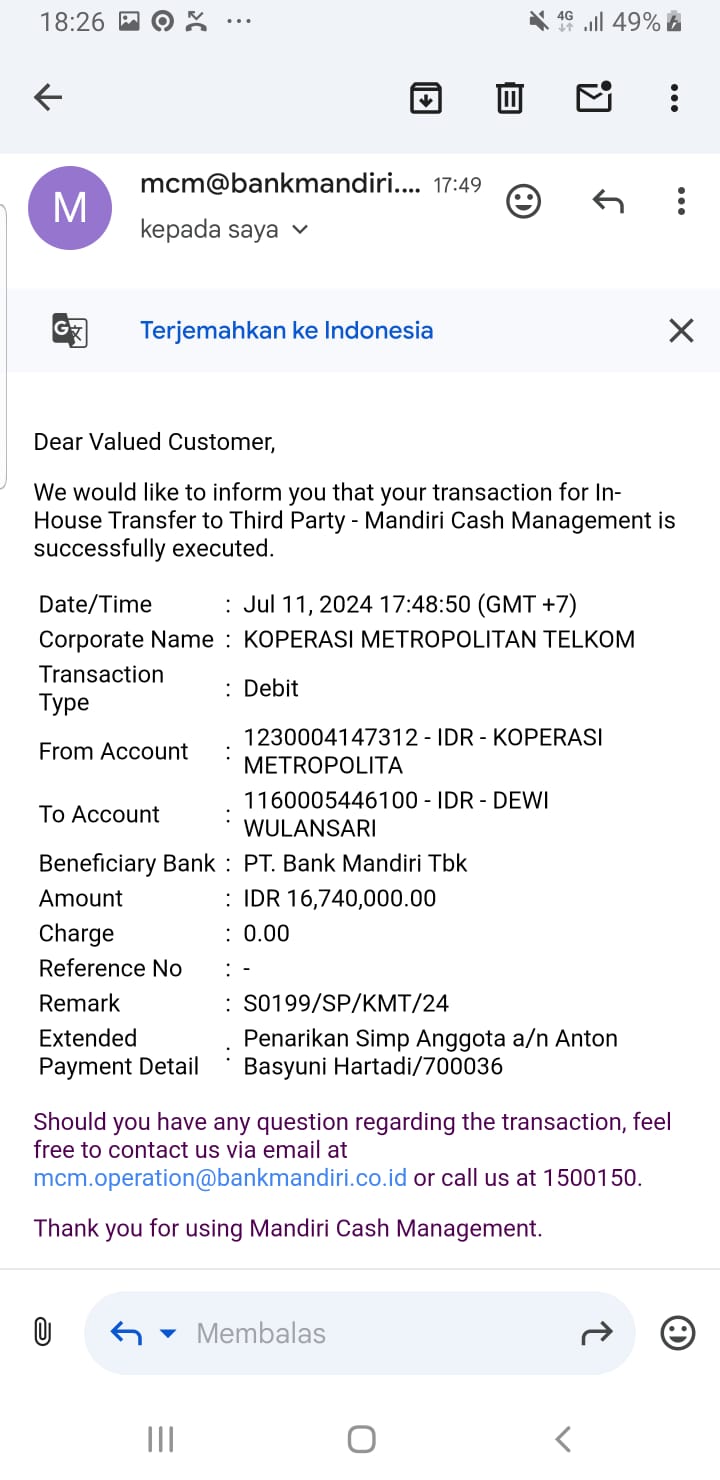 18:26
4G
49%
M
mcm@bankmandiri....
17:49
kepada saya
Terjemahkan ke Indonesia
Dear Valued Customer,
We would like to inform you that your transaction for In-
House Transfer to Third Party - Mandiri Cash Management is
successfully executed.
Date/Time : Jul 11, 2024 17:48:50 (GMT +7)
Corporate Name : KOPERASI METROPOLITAN TELKOM
Transaction
Type : Debit
From Account : 1230004147312 - IDR - KOPERASI
METROPOLITA
To Account : 1160005446100 - IDR - DEWI
WULANSARI
Beneficiary Bank : PT. Bank Mandiri Tbk
Amount : IDR 16,740,000.00
Charge : 0.00
Reference No : -
Remark : S0199/SP/KMT/24
Extended : Penarikan Simp Anggota a/n Anton
Payment Detail Basyuni Hartadi/700036
Should you have any question regarding the transaction, feel
free to contact us via email at
mcm.operation@bankmandiri.co.id or call us at 1500150.
Thank you for using Mandiri Cash Management.
Membalas